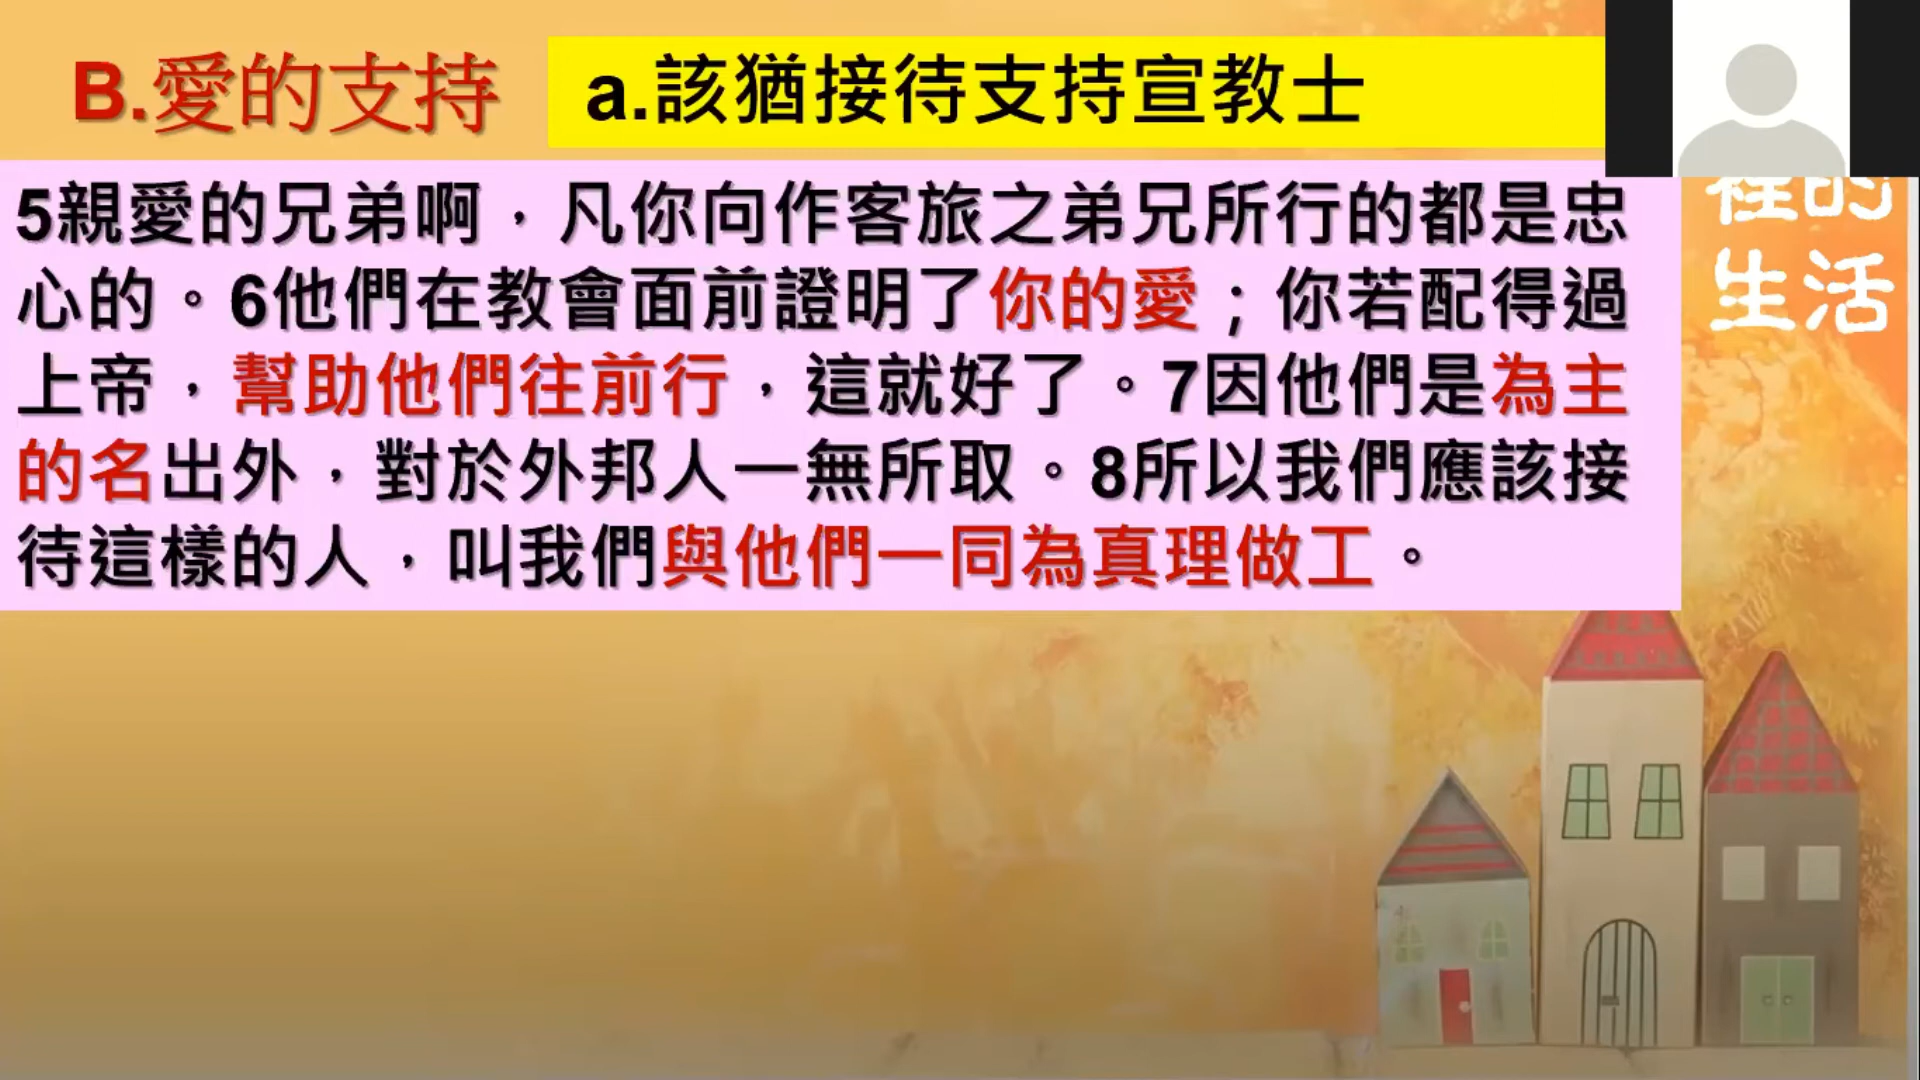 B.愛的支持
a.該猶接待支持宣教士
5親愛的兄弟啊，凡你向作客旅之弟兄所行的都是忠
心的。6他們在教會面前證明了你的愛；你若配得過
上帝，幫助他們往前行，這就好了。7因他們是為主
的名出外，對於外邦人一無所取。8所以我們應該接
待這樣的人，叫我們與他們一同為真理做工。
裡的
生活